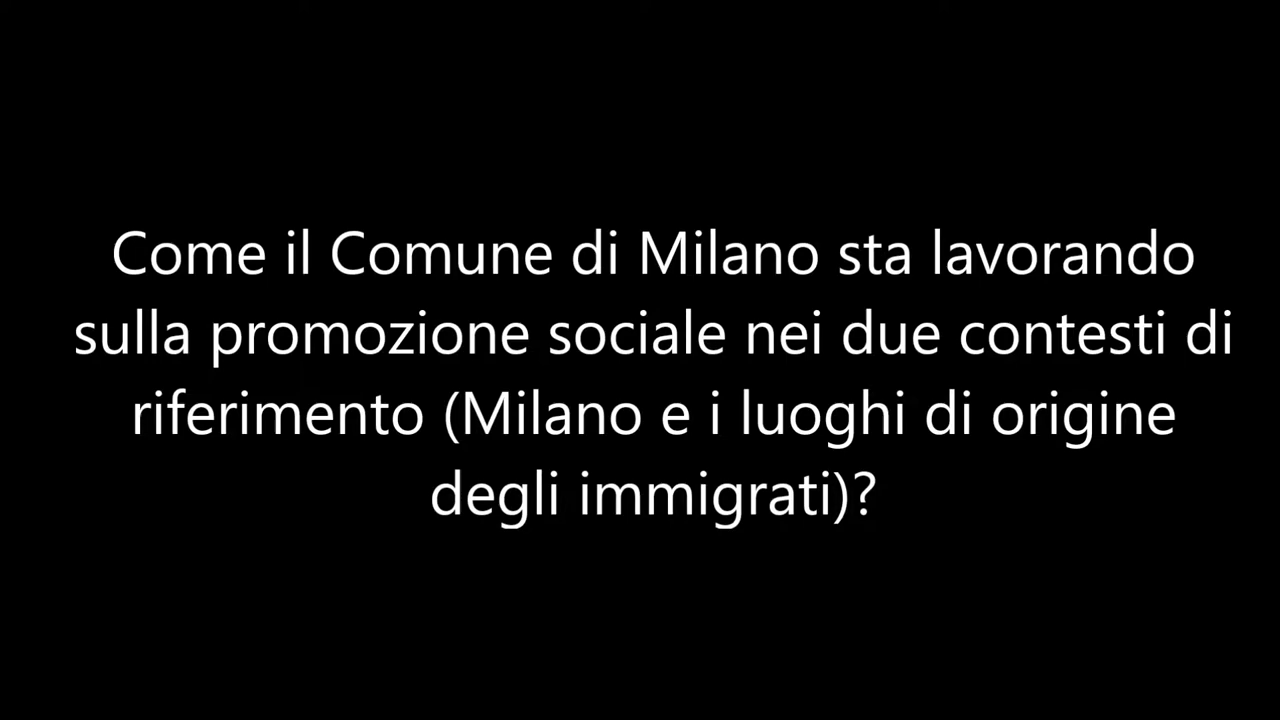 Come il Comune di Milano sta lavorando
sulla promozione sociale nei due contesti di
riferimento (Milano e i luoghi di origine
degli immigrati)?